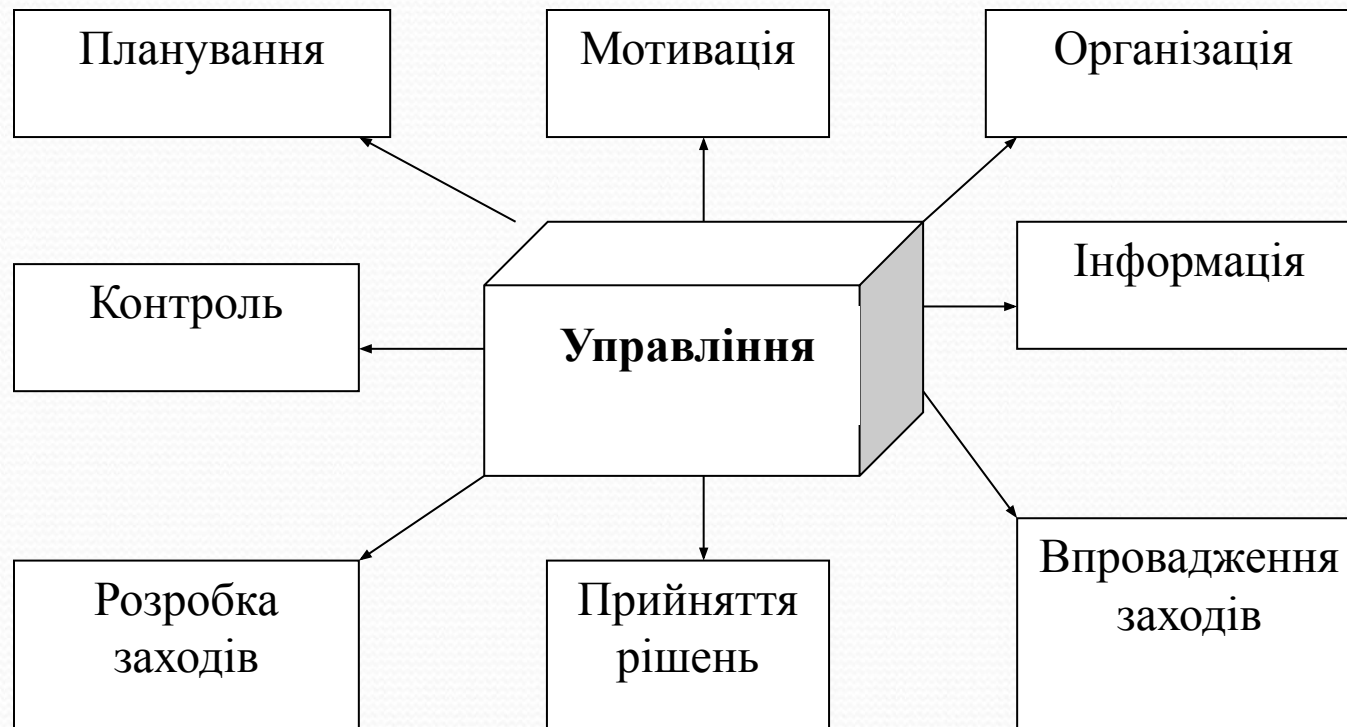 Планування
Мотивація
Організація
Контроль
Управління
Інформація
Розробка
заходів
Прийняття
рішень
Впровадження
заходів